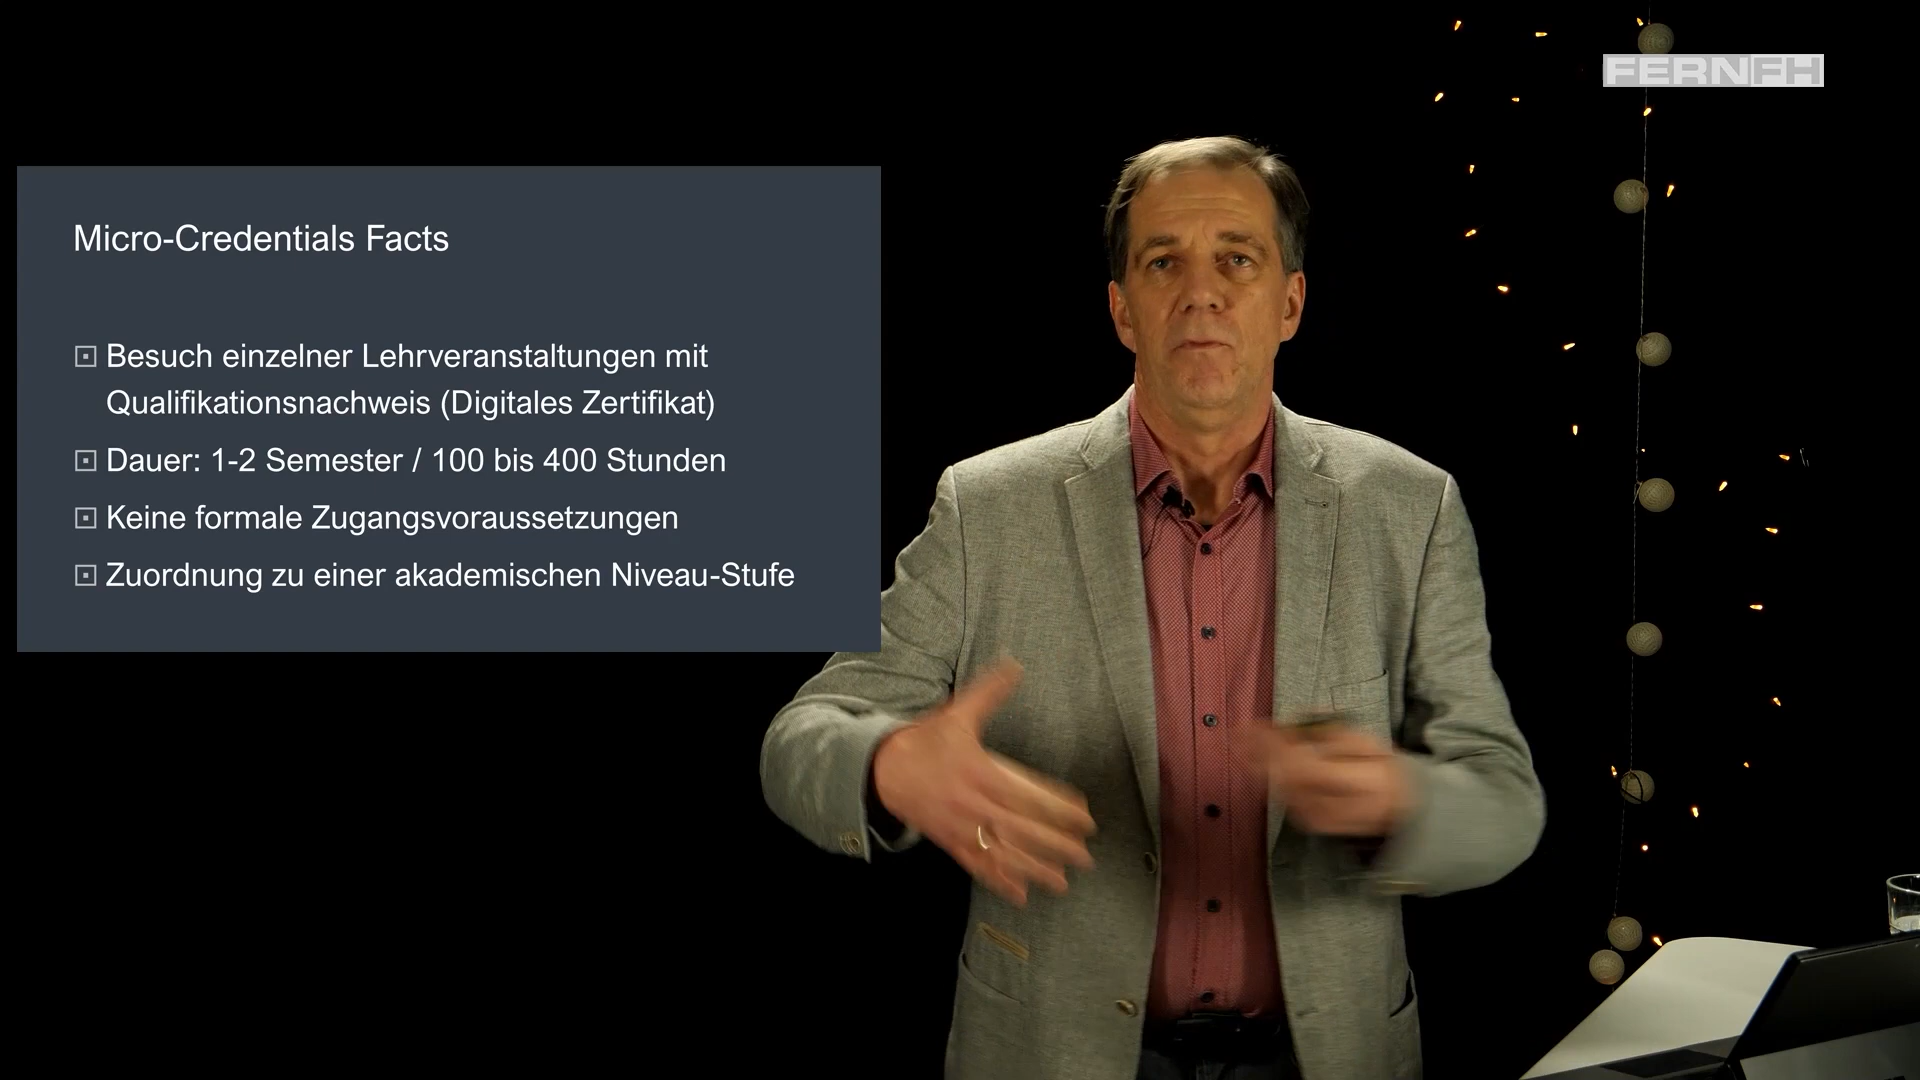 FERNFH
Micro-Credentials Facts
Besuch einzelner Lehrveranstaltungen mit
Qualifikationsnachweis (Digitales Zertifikat)
Dauer: 1-2 Semester / 100 bis 400 Stunden
Keine formale Zugangsvoraussetzungen
Zuordnung zu einer akademischen Niveau-Stufe